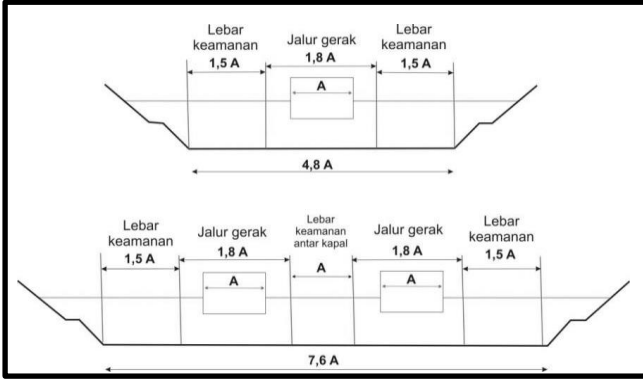 Lebar
keamanan
1,5 A
Jalur gerak
1,8 A
Lebar
keamanan
1,5 A
A
4,8 A
Lebar
keamanan
1,5 A
Jalur gerak
1,8 A
Lebar
keamanan
antar kapal
A
Jalur gerak
1,8 A
Lebar
keamanan
1,5 A
A
A
7,6 A